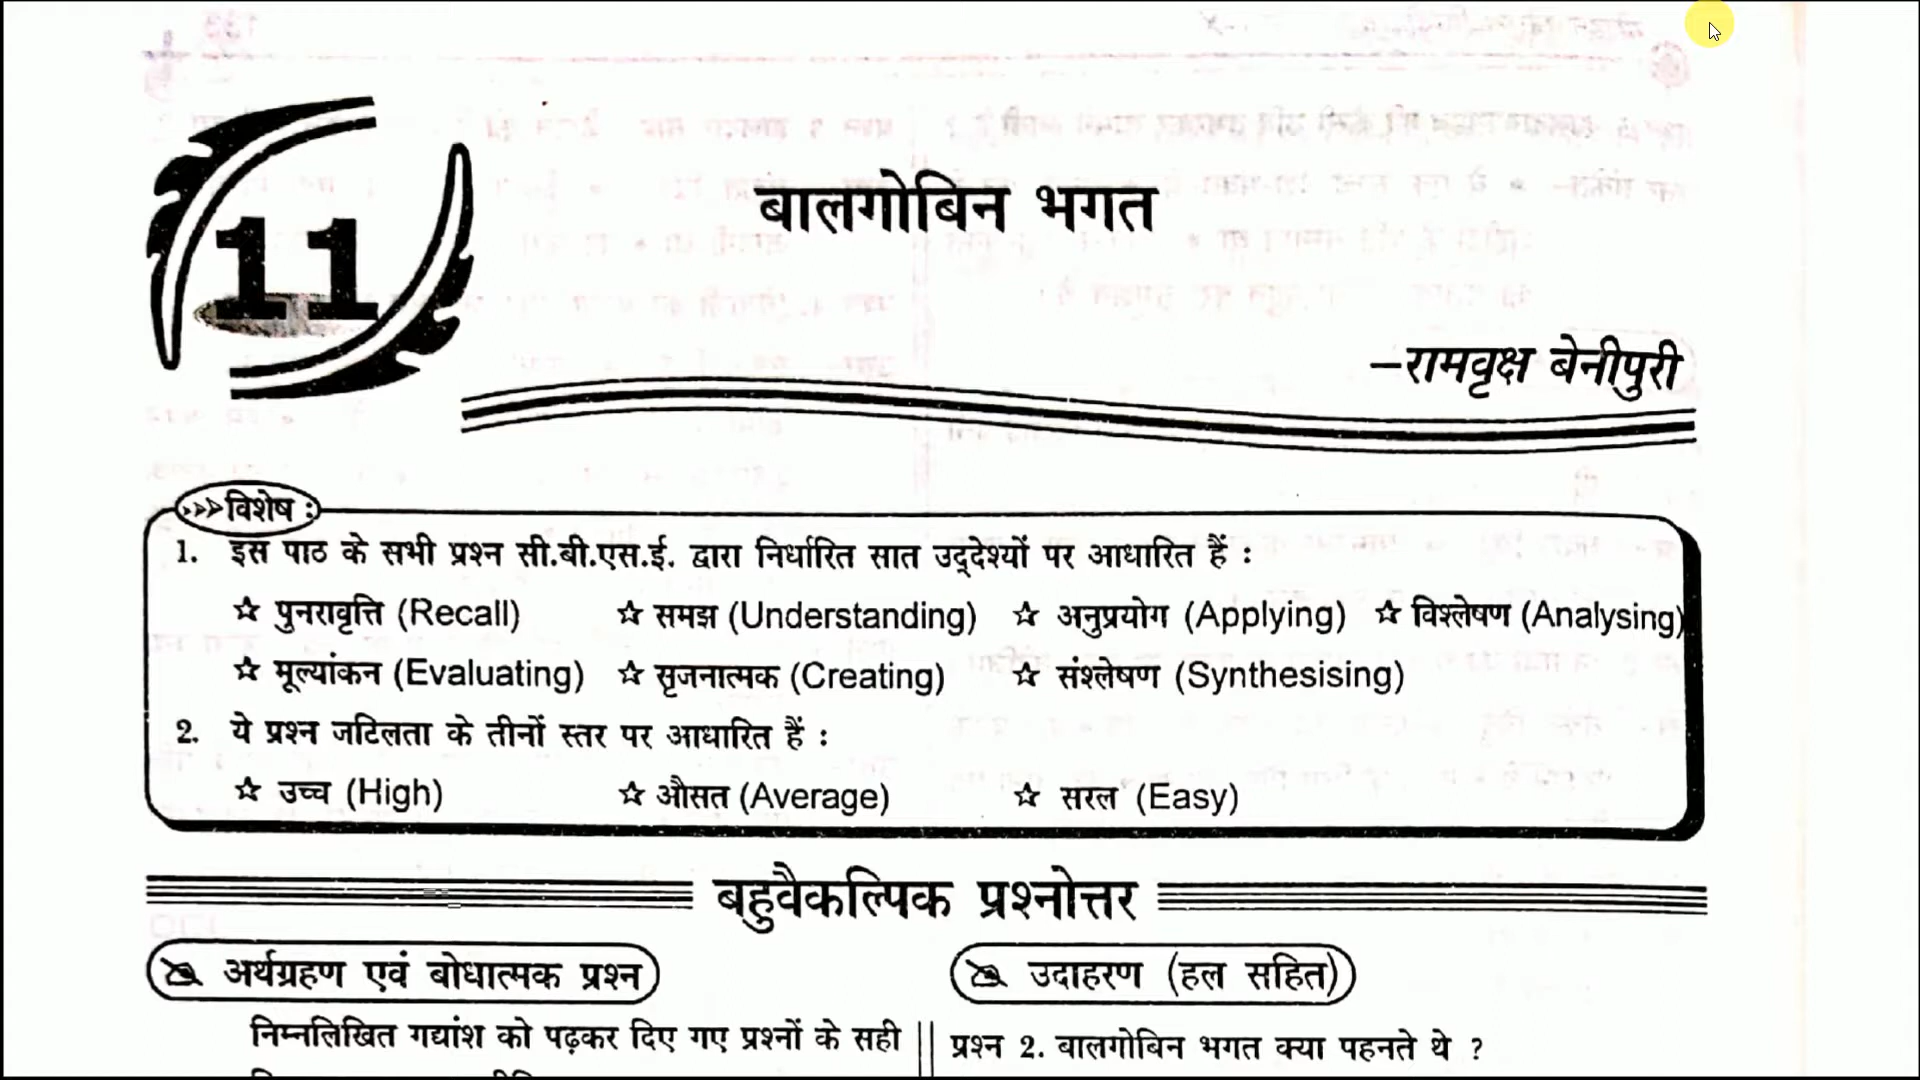 11
बालगोबिन भगत
–रामवृक्ष बेनीपुरी
>>> विशेष :
1. इस पाठ के सभी प्रश्न सी.बी.एस.ई. द्वारा निर्धारित सात उद्‌देश्यों पर आधारित हैं :
☆ पुनरावृत्ति (Recall) ☆ समझ (Understanding) ☆ अनुप्रयोग (Applying) ☆ विश्लेषण (Analysing)
☆ मूल्यांकन (Evaluating) ☆ सृजनात्मक (Creating) ☆ संश्लेषण (Synthesising)
2. ये प्रश्न जटिलता के तीनों स्तर पर आधारित हैं :
☆ उच्च (High) ☆ औसत (Average) ☆ सरल (Easy)
बहुवैकल्पिक प्रश्नोत्तर
अर्थग्रहण एवं बोधात्मक प्रश्न
निम्नलिखित गद्यांश को पढ़कर दिए गए प्रश्नों के सही
उदाहरण (हल सहित)
प्रश्न 2. बालगोबिन भगत क्या पहनते थे ?